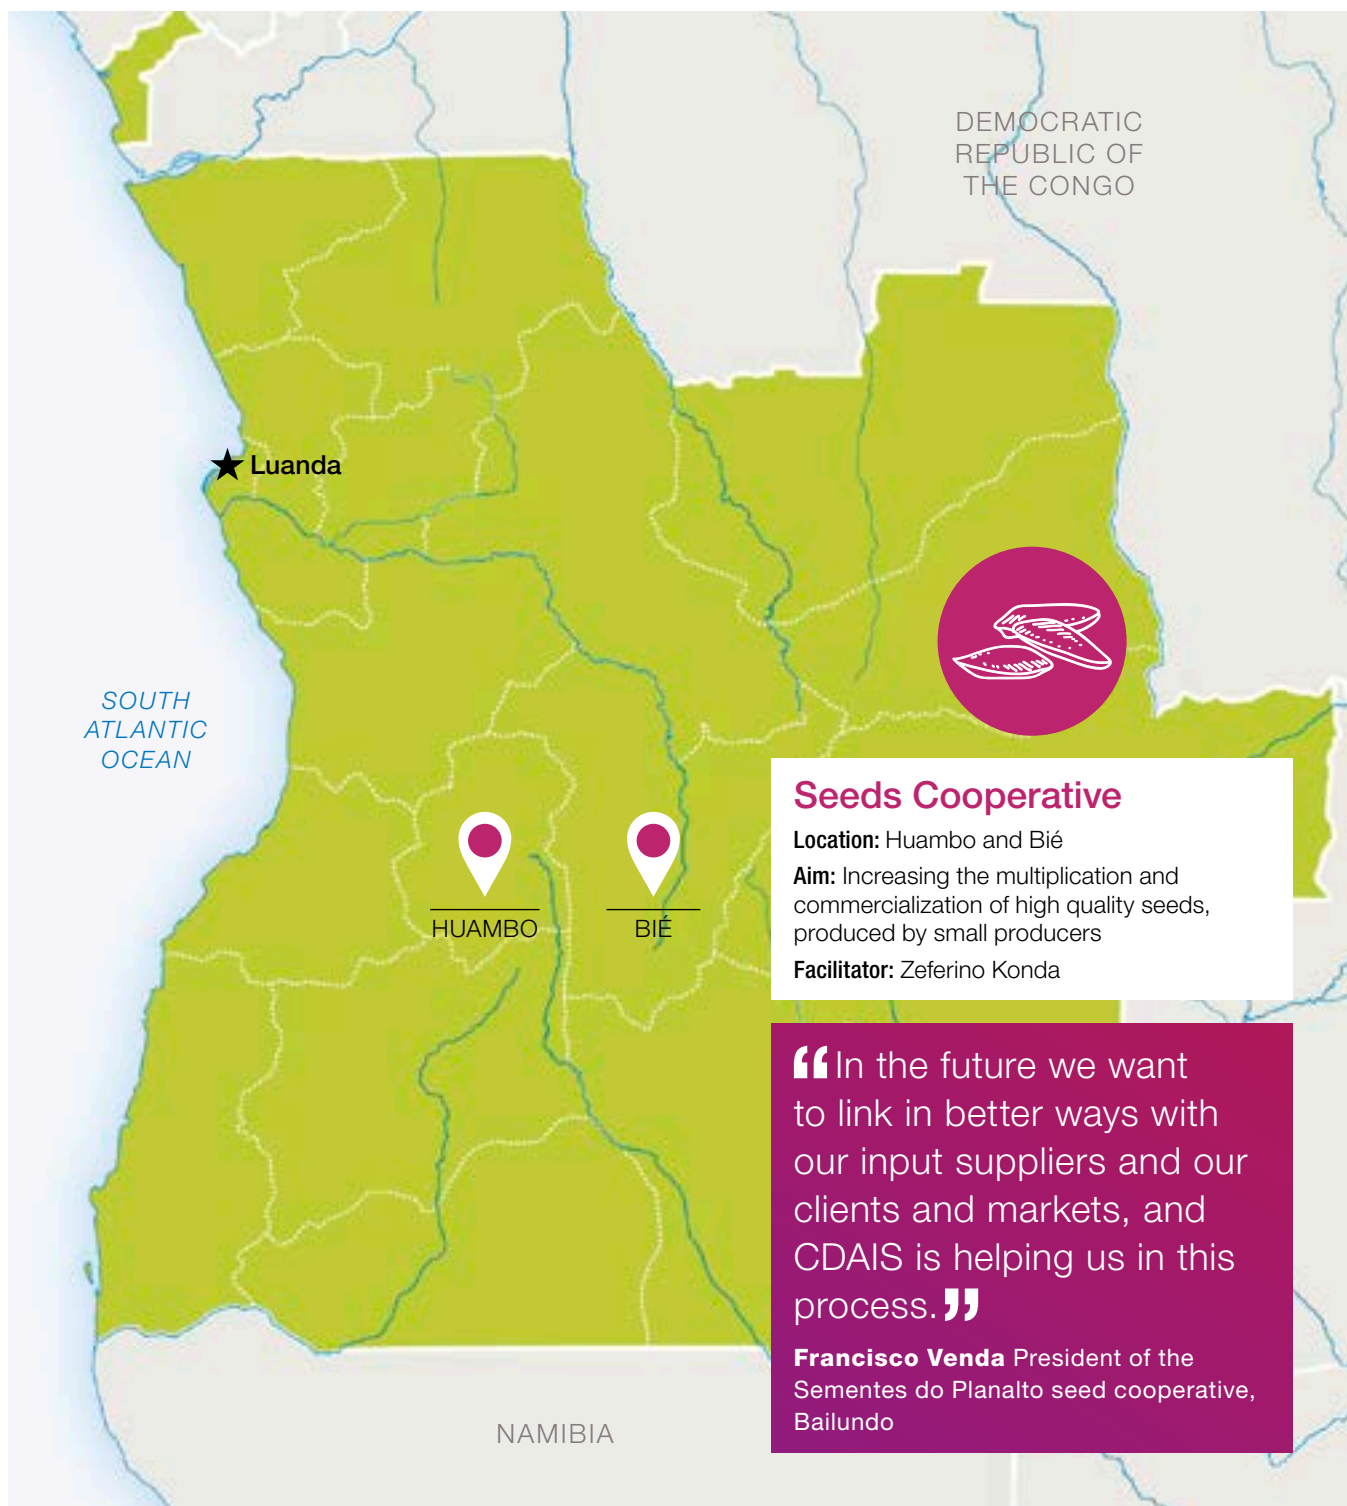 DEMOCRATIC
REPUBLIC OF
THE CONGO
Luanda
SOUTH
ATLANTIC
OCEAN
HUAMBO
BIÉ
Seeds Cooperative
Location: Huambo and Bié
Aim: Increasing the multiplication and
commercialization of high quality seeds,
produced by small producers
Facilitator: Zeferino Konda
“In the future we want
to link in better ways with
our input suppliers and our
clients and markets, and
CDAIS is helping us in this
process.”
Francisco Venda President of the
Sementes do Planalto seed cooperative,
Bailundo
NAMIBIA